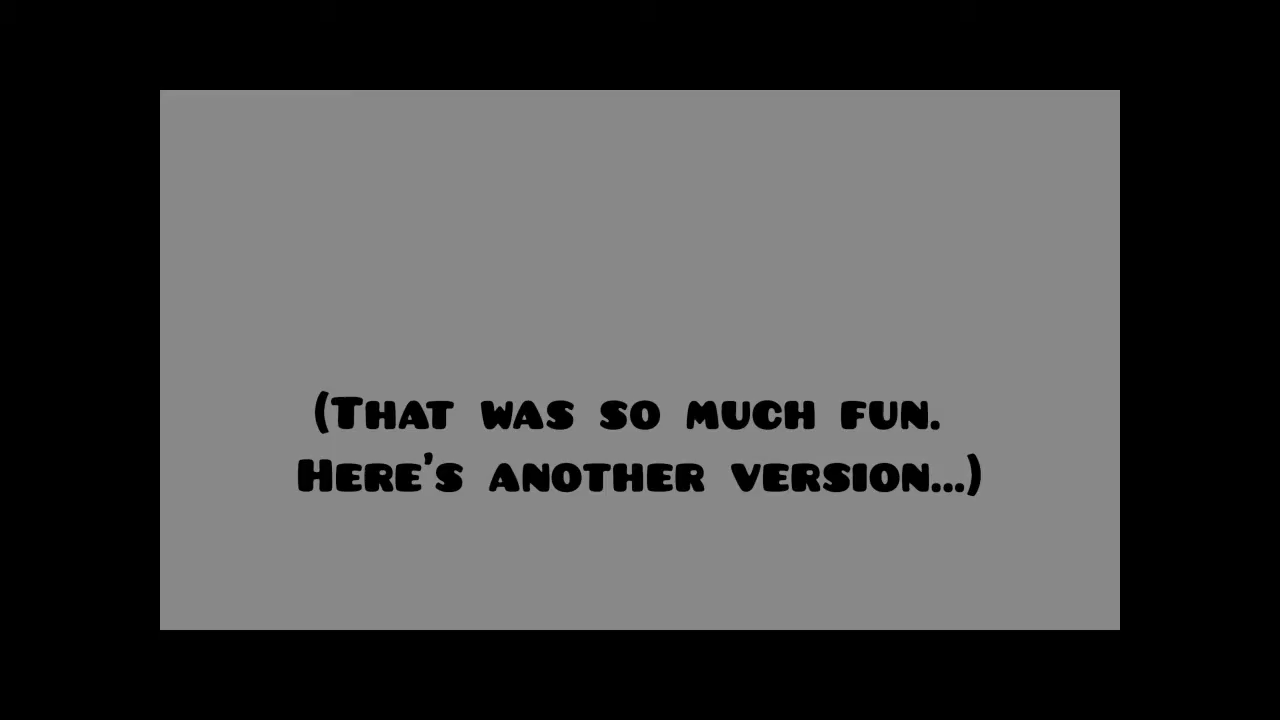 (That was so much fun.
Here's another version...)